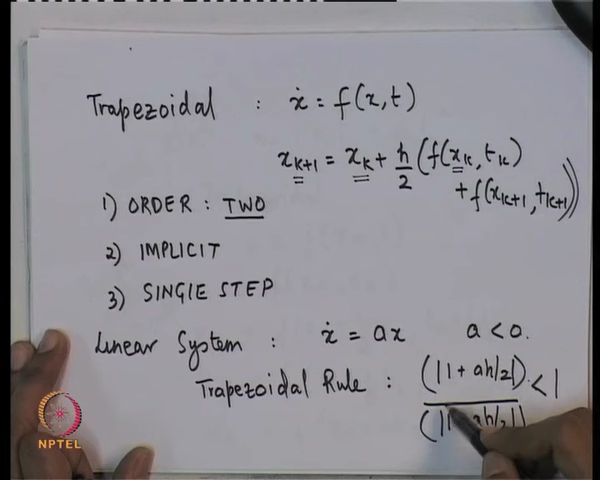 Trapezoidal : ẋ = f(x,t)
x_{k+1} = x_k + h/2 (f(x_k, t_k)
+ f(x_{k+1}, t_{k+1}))
1) ORDER : TWO
2) IMPLICIT
3) SINGLE STEP
Linear System : ẋ = ax a < 0.
Trapezoidal Rule : (|1 + ah/2|) < 1
NPTEL